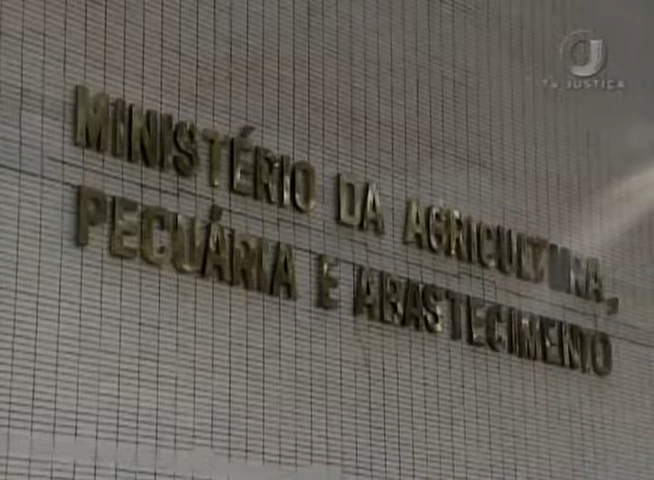 TV JUSTIÇA
MINISTÉRIO DA AGRICULTURA,
PECUÁRIA E ABASTECIMENTO